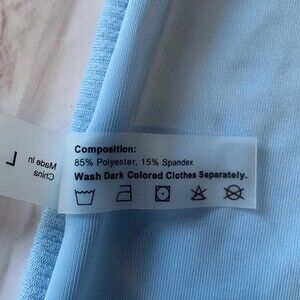 Composition:
85% Polyester, 15% Spandex
Wash Dark Colored Clothes Separately.
Made in
China
L